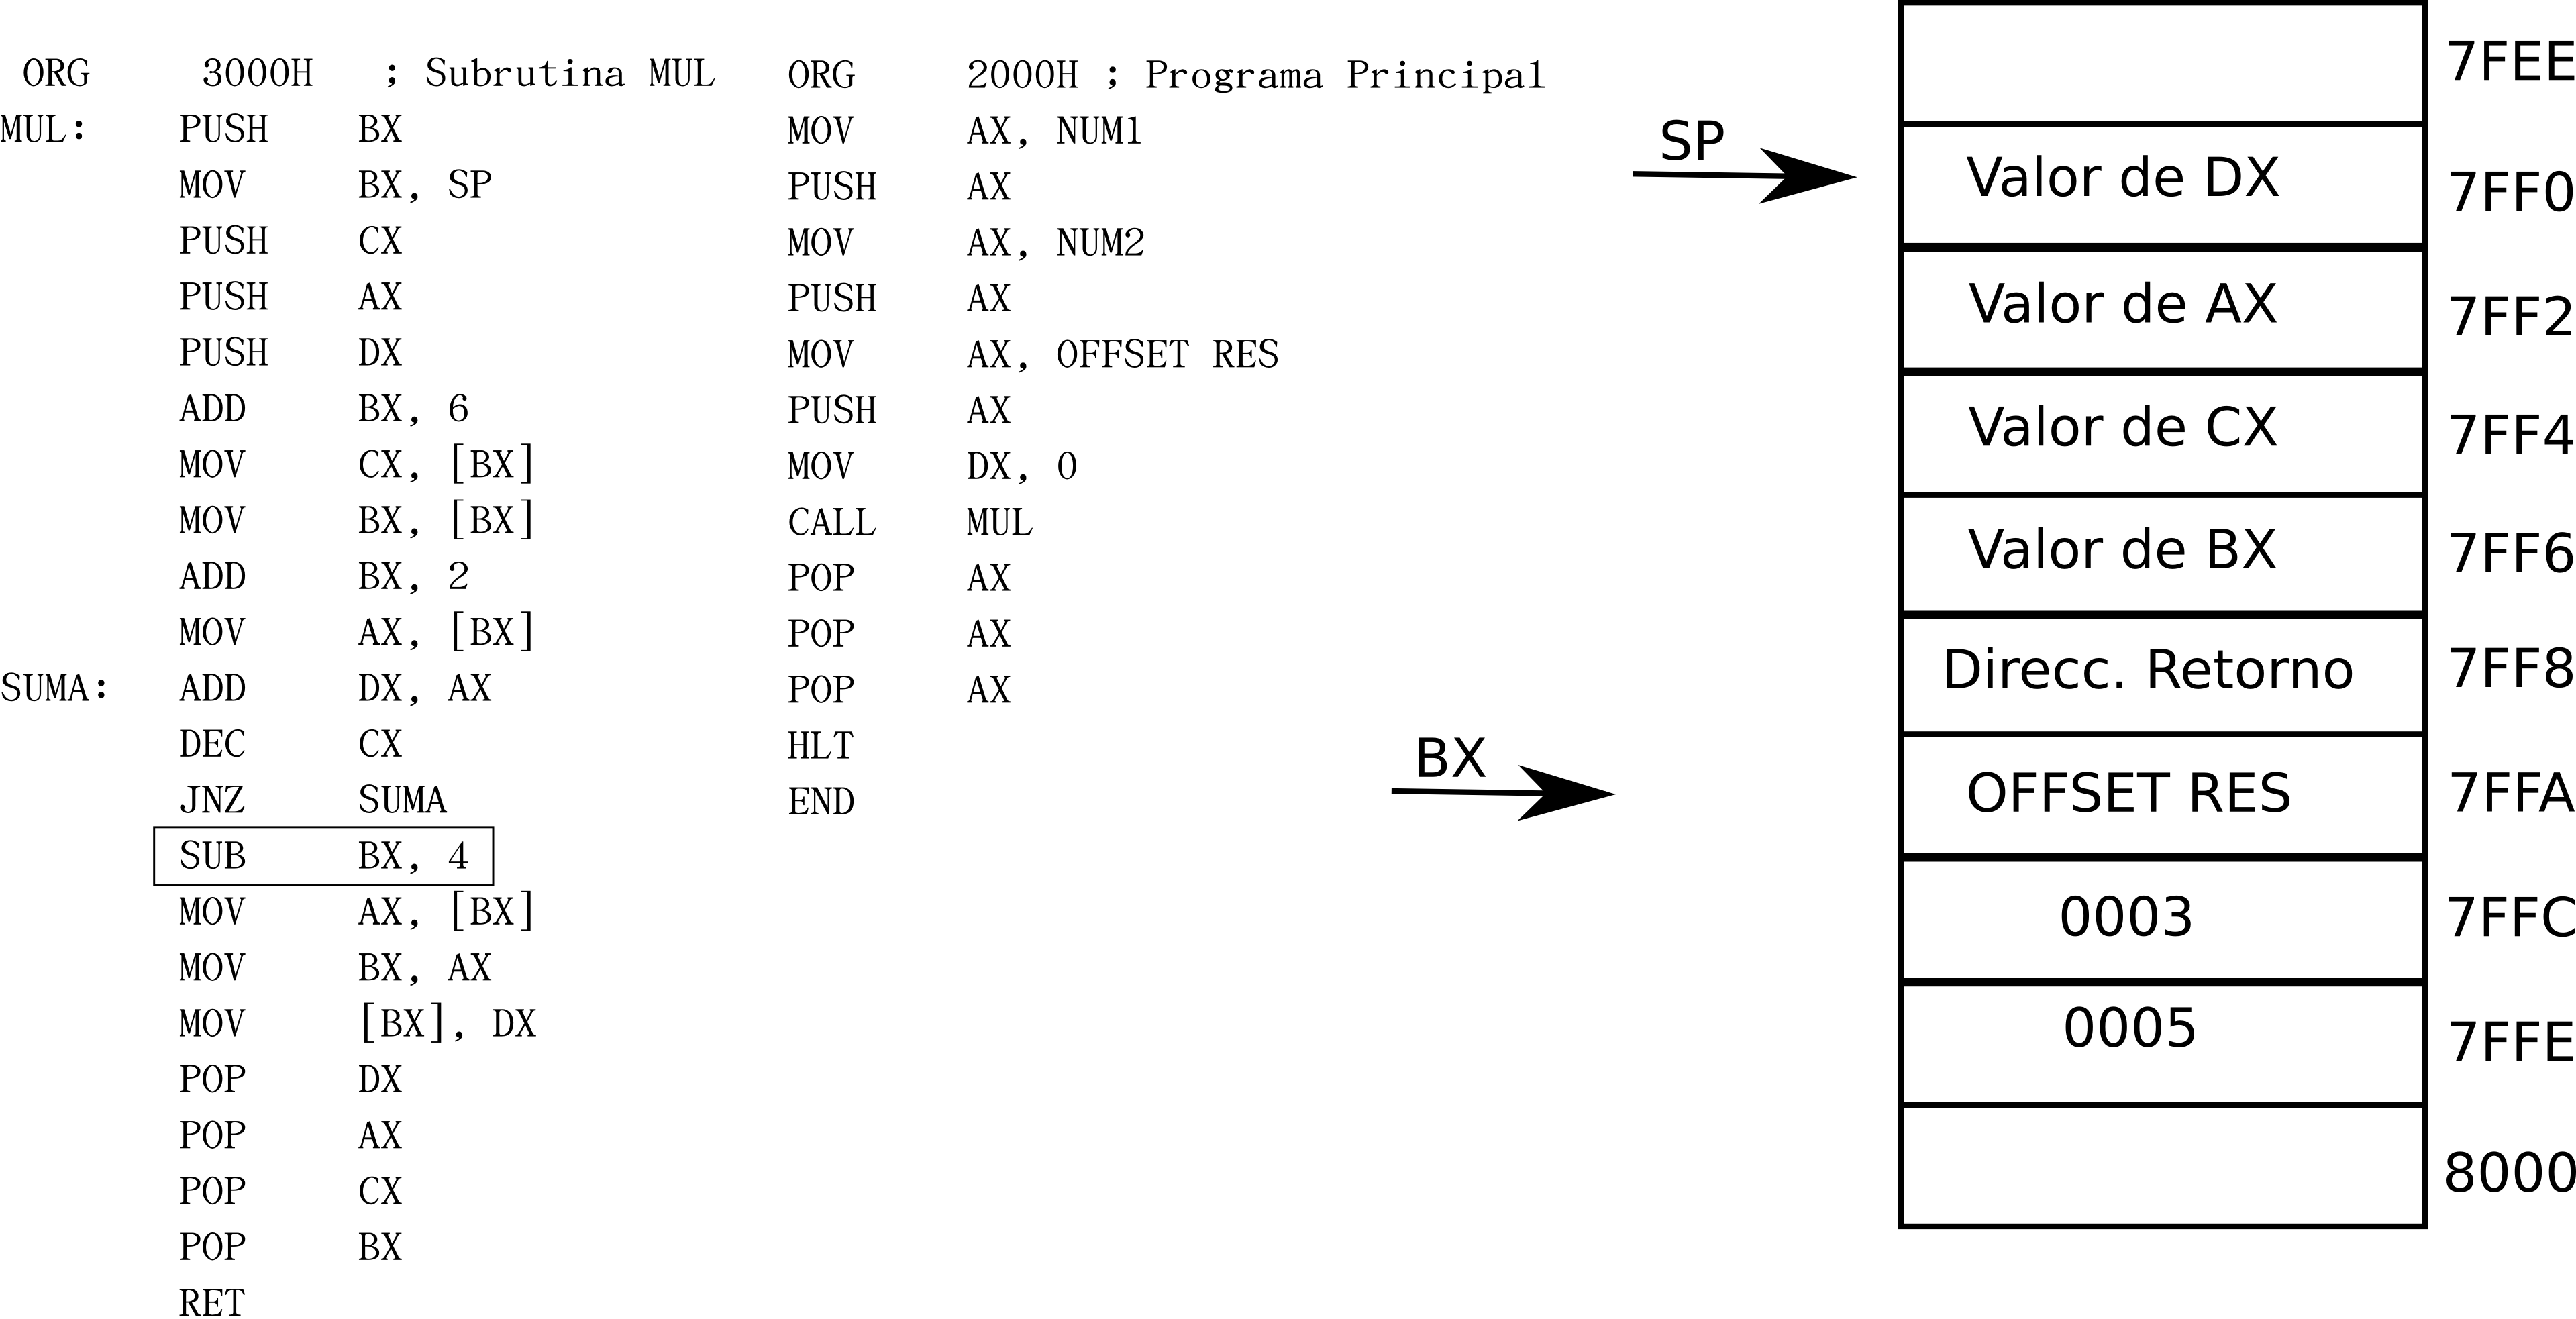 ORG 3000H ; Subrutina MUL
MUL: PUSH BX
MOV BX, SP
PUSH CX
PUSH AX
PUSH DX
ADD BX, 6
MOV CX, [BX]
MOV BX, [BX]
ADD BX, 2
MOV AX, [BX]
SUMA: ADD DX, AX
DEC CX
JNZ SUMA
SUB BX, 4
MOV AX, [BX]
MOV BX, AX
MOV [BX], DX
POP DX
POP AX
POP CX
POP BX
RET
ORG 2000H ; Programa Principal
MOV AX, NUM1
PUSH AX
MOV AX, NUM2
PUSH AX
MOV AX, OFFSET RES
PUSH AX
MOV DX, 0
CALL MUL
POP AX
POP AX
POP AX
HLT
END
SP
BX
7FEE
Valor de DX 7FF0
Valor de AX 7FF2
Valor de CX 7FF4
Valor de BX 7FF6
Direcc. Retorno 7FF8
OFFSET RES 7FFA
0003 7FFC
0005 7FFE
8000